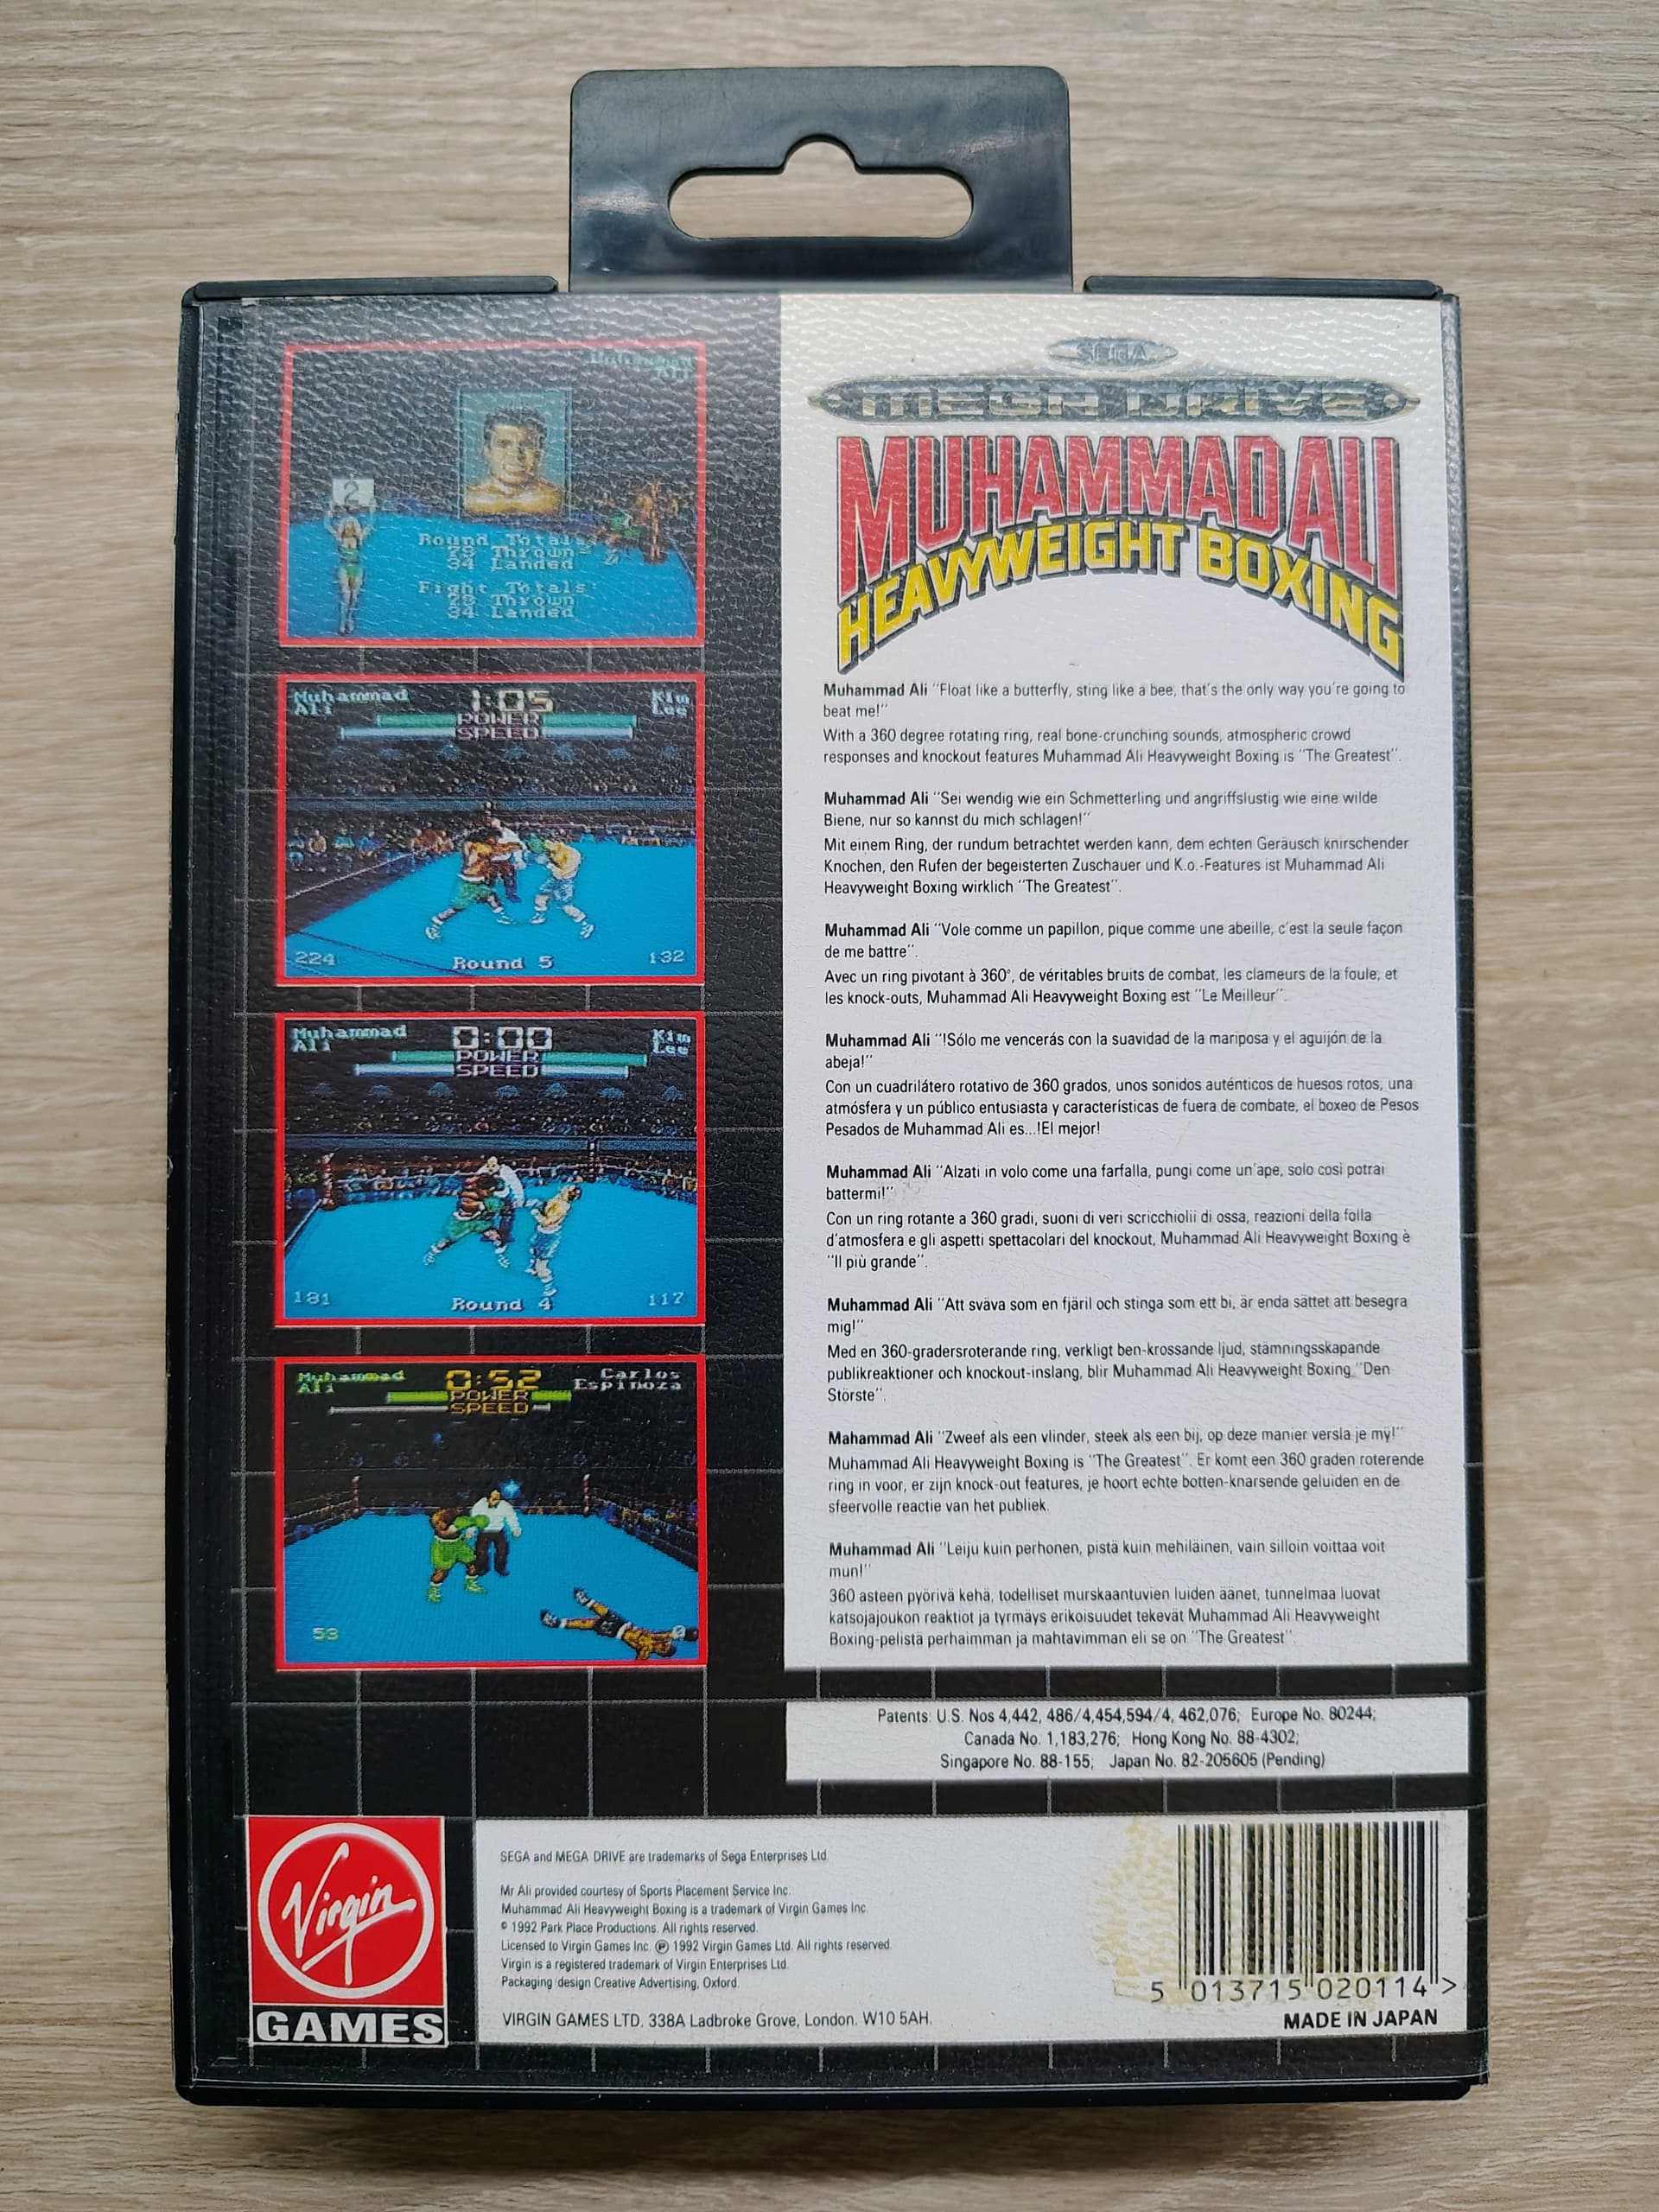 Muhammad
Ali
2
Round Totals
78 Thrown
34 Landed
Fight Totals
78 Thrown
34 Landed
Muhammad
Ali
1:05
Kim
Lee
POWER
SPEED
224
Round 5
132
Muhammad
Ali
0:00
Kim
Lee
POWER
SPEED
181
Round 4
117
Muhammad
Ali
0:52
Carlos
Espinoza
POWER
SPEED
53
0
SEGA
MEGA DRIVE
MUHAMMAD ALI
HEAVYWEIGHT BOXING
Muhammad Ali "Float like a butterfly, sting like a bee, that's the only way you're going to
beat me!"
With a 360 degree rotating ring, real bone-crunching sounds, atmospheric crowd
responses and knockout features Muhammad Ali Heavyweight Boxing is "The Greatest".
Muhammad Ali "Sei wendig wie ein Schmetterling und angriffslustig wie eine wilde
Biene, nur so kannst du mich schlagen!"
Mit einem Ring, der rundum betrachtet werden kann, dem echten Geräusch knirschender
Knochen, den Rufen der begeisterten Zuschauer und K.o.-Features ist Muhammad Ali
Heavyweight Boxing wirklich "The Greatest".
Muhammad Ali "Vole comme un papillon, pique comme une abeille, c'est la seule façon
de me battre".
Avec un ring pivotant à 360°, de véritables bruits de combat, les clameurs de la foule, et
les knock-outs, Muhammad Ali Heavyweight Boxing est "Le Meilleur".
Muhammad Ali "!Sólo me vencerás con la suavidad de la mariposa y el aguijón de la
abeja!"
Con un cuadrilátero rotativo de 360 grados, unos sonidos auténticos de huesos rotos, una
atmósfera y un público entusiasta y características de fuera de combate, el boxeo de Pesos
Pesados de Muhammad Ali es...!El mejor!
Muhammad Ali "Alzati in volo come una farfalla, pungi come un'ape, solo così potrai
battermi!"
Con un ring rotante a 360 gradi, suoni di veri scricchiolii di ossa, reazioni della folla
d'atmosfera e gli aspetti spettacolari del knockout, Muhammad Ali Heavyweight Boxing è
"Il più grande".
Muhammad Ali "Att sväva som en fjäril och stinga som ett bi, är enda sättet att besegra
mig!"
Med en 360-gradersroterande ring, verkligt ben-krossande ljud, stämningsskapande
publikreaktioner och knockout-inslag, blir Muhammad Ali Heavyweight Boxing "Den
Störste".
Mahammad Ali "Zweef als een vlinder, steek als een bij, op deze manier versla je mÿ!"
Muhammad Ali Heavyweight Boxing is "The Greatest". Er komt een 360 graden roterende
ring in voor, er zijn knock-out features, je hoort echte botten-knarsende geluiden en de
sfeervolle reactie van het publiek.
Muhammad Ali "Leiju kuin perhonen, pistä kuin mehiläinen, vain silloin voittaa voit
mun!"
360 asteen pyörivä kehä, todelliset murskaantuvien luiden äänet, tunnelmaa luovat
katsojajoukon reaktiot ja tyrmäys erikoisuudet tekevät Muhammad Ali Heavyweight
Boxing-pelistä perhaimman ja mahtavimman eli se on "The Greatest".
Patents: U.S. Nos 4,442, 486/4,454,594/4, 462,076; Europe No. 80244;
Canada No. 1,183,276; Hong Kong No. 88-4302;
Singapore No. 88-155; Japan No. 82-205605 (Pending)
Virgin
GAMES
SEGA and MEGA DRIVE are trademarks of Sega Enterprises Ltd.
Mr Ali provided courtesy of Sports Placement Service Inc.
Muhammad Ali Heavyweight Boxing is a trademark of Virgin Games Inc.
© 1992 Park Place Productions. All rights reserved.
Licensed to Virgin Games Inc. ℗ 1992 Virgin Games Ltd. All rights reserved.
Virgin is a registered trademark of Virgin Enterprises Ltd.
Packaging design Creative Advertising, Oxford.
VIRGIN GAMES LTD. 338A Ladbroke Grove, London. W10 5AH.
5 013715 020114 >
MADE IN JAPAN